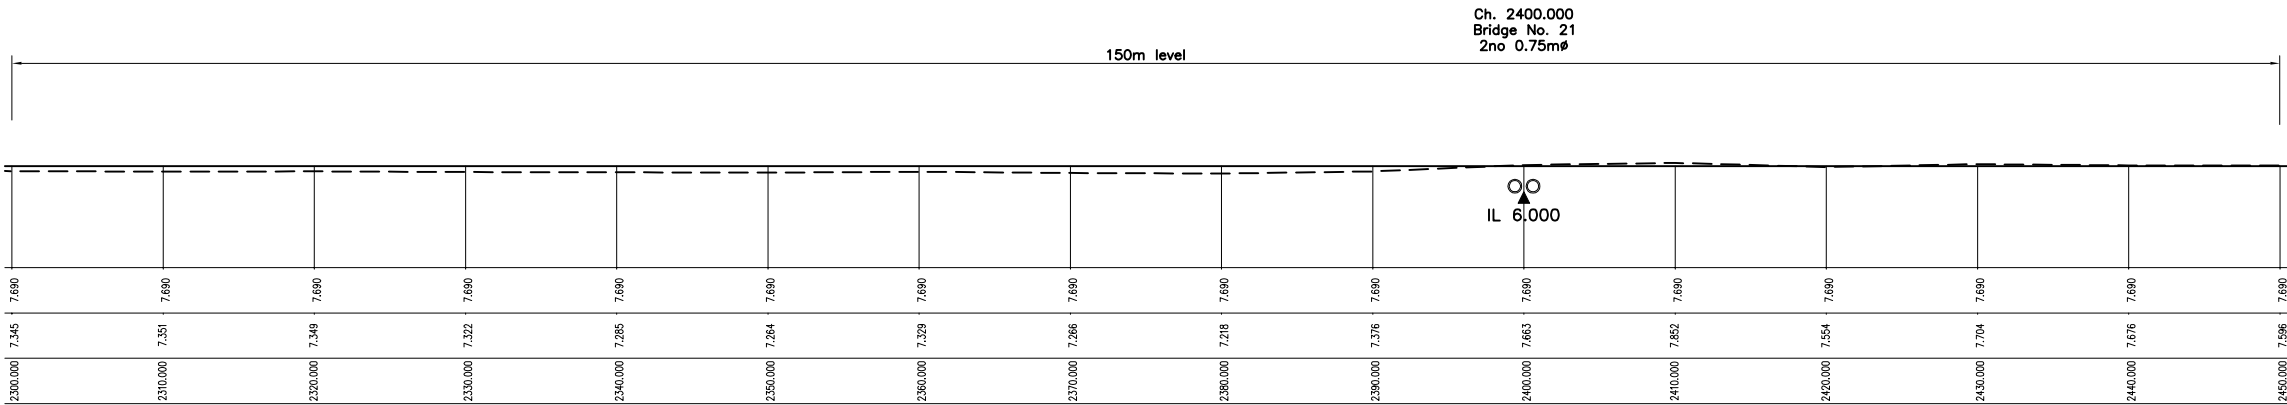 Ch. 2400.000
Bridge No. 21
2no 0.75mø
150m level
IL 6.000
7.690 7.690 7.690 7.690 7.690 7.690 7.690 7.690 7.690 7.690 7.690 7.690 7.690 7.690 7.690 7.690
7.345 7.351 7.349 7.322 7.285 7.264 7.329 7.266 7.218 7.376 7.663 7.852 7.554 7.704 7.676 7.596
2300.000 2310.000 2320.000 2330.000 2340.000 2350.000 2360.000 2370.000 2380.000 2390.000 2400.000 2410.000 2420.000 2430.000 2440.000 2450.000